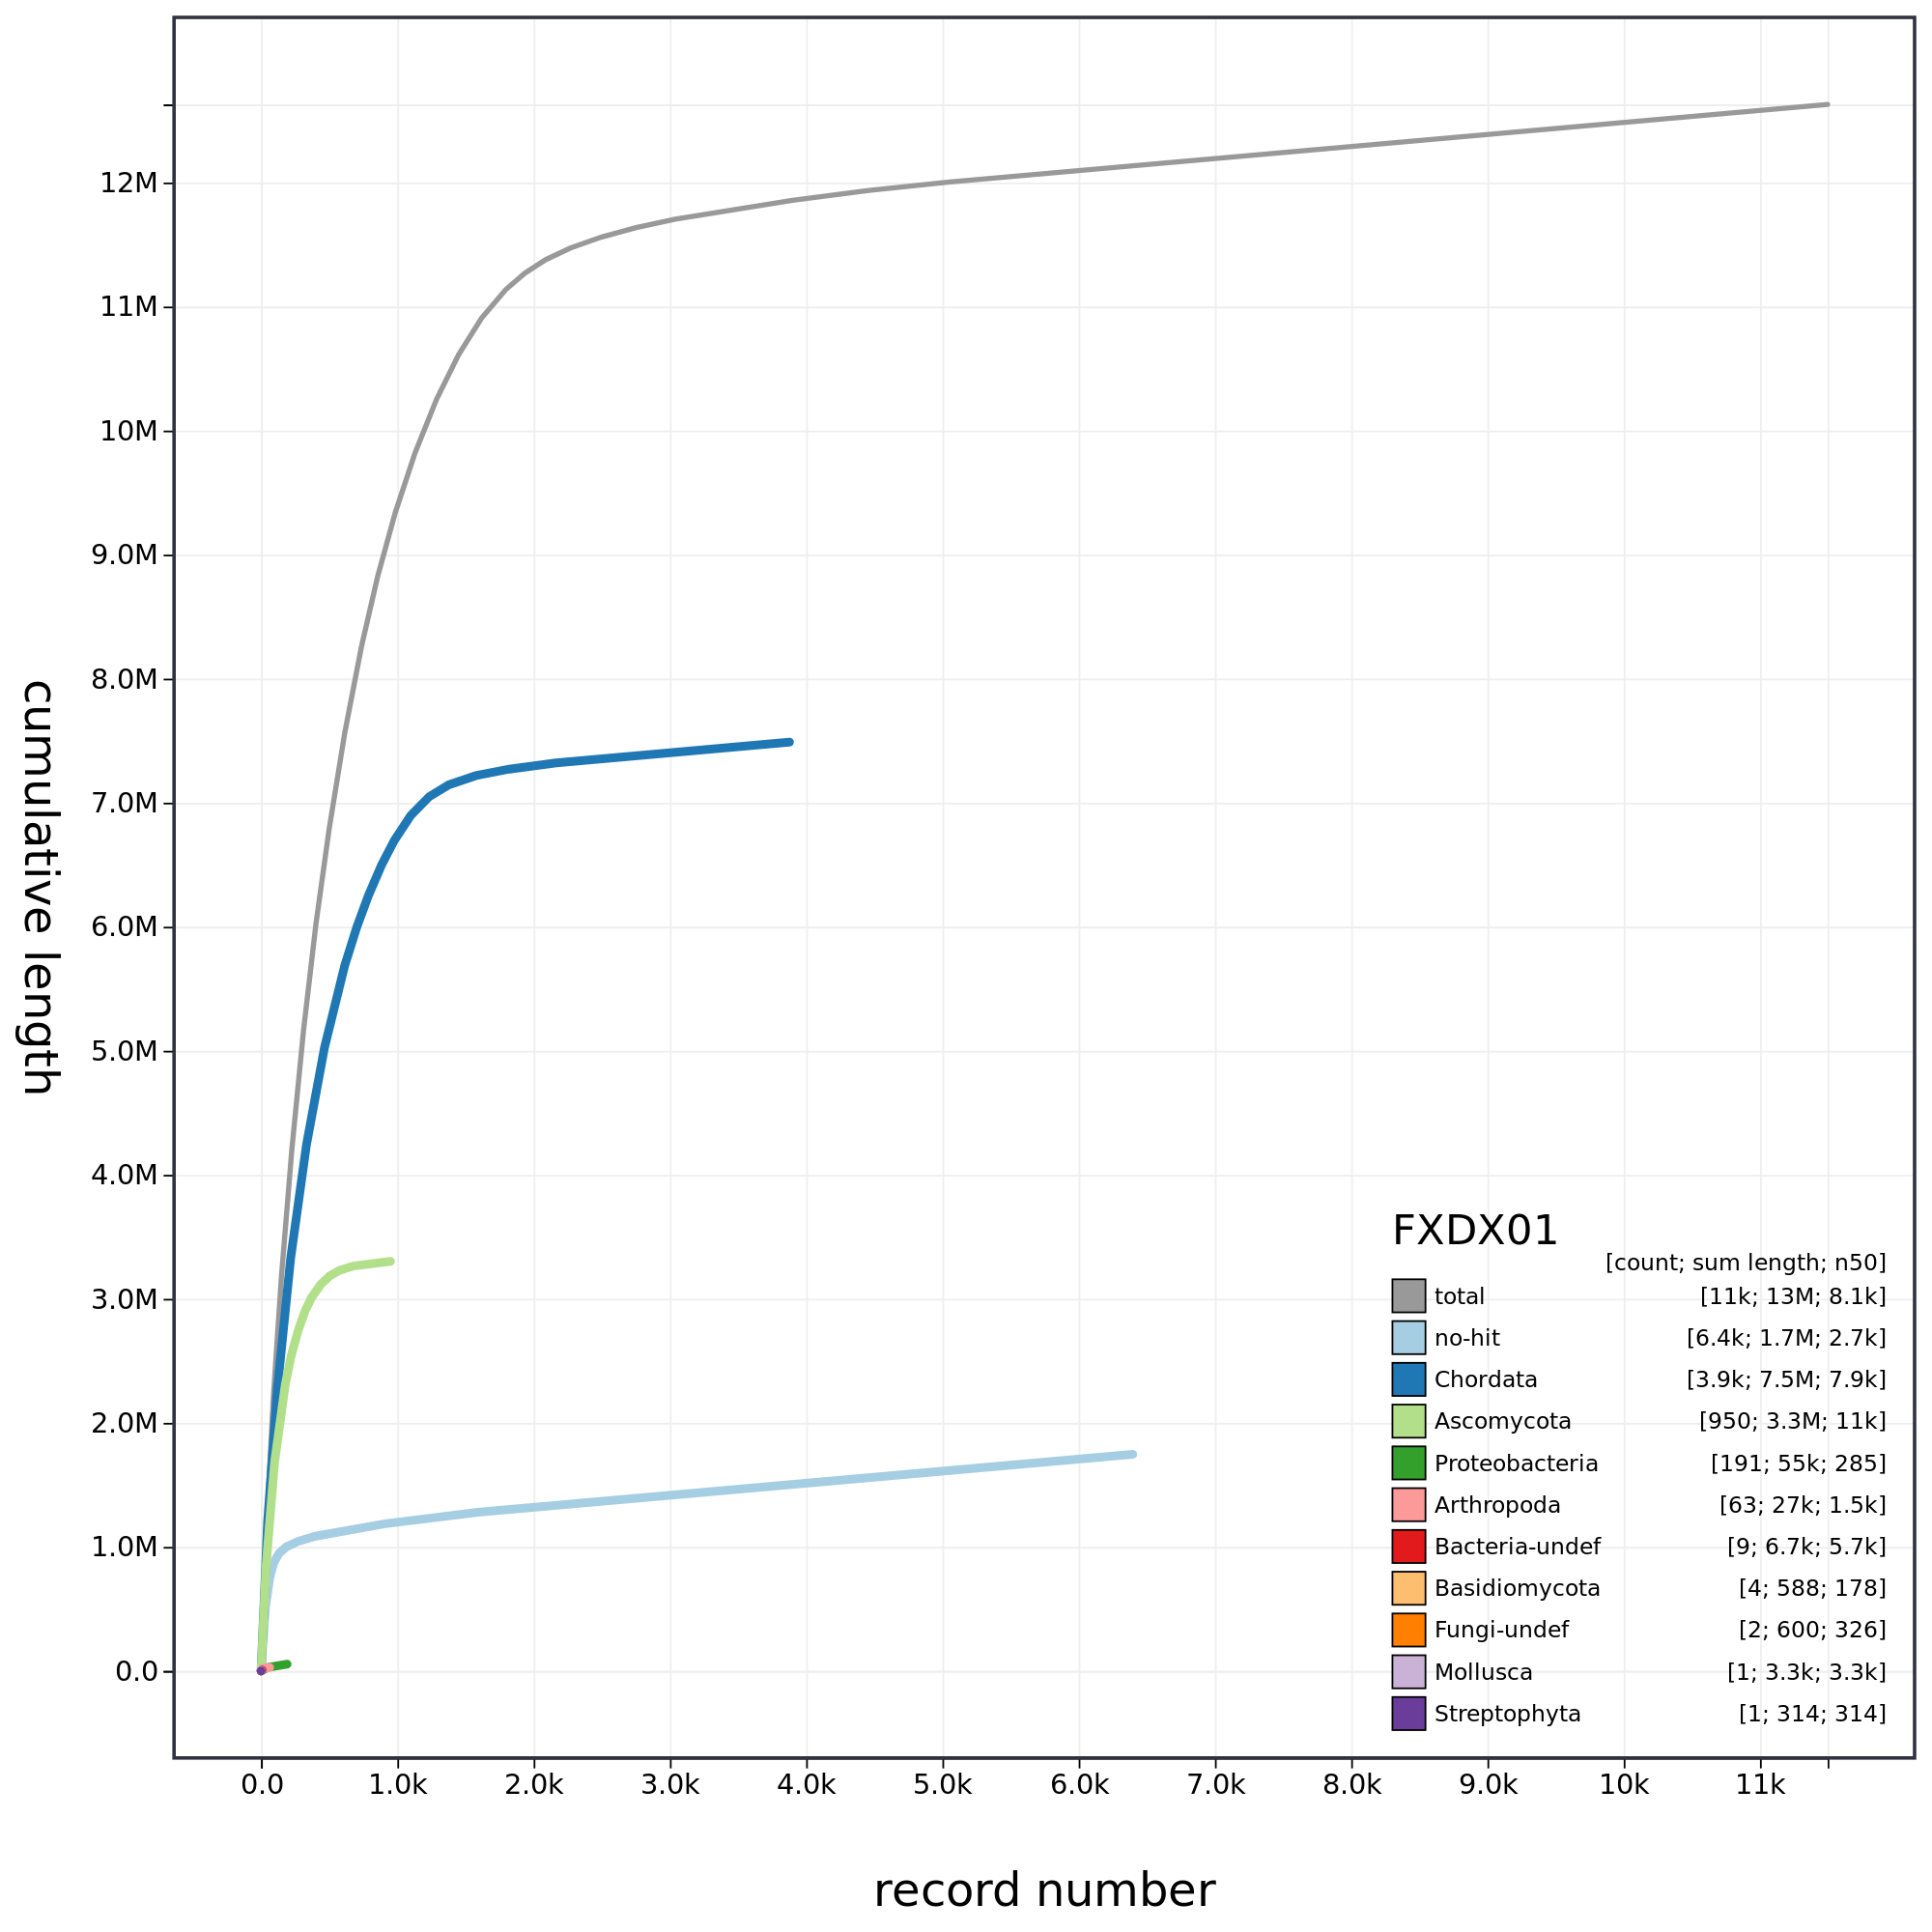 cumulative length
12M
11M
10M
9.0M
8.0M
7.0M
6.0M
5.0M
4.0M
3.0M
2.0M
1.0M
0.0
FXDX01
[count; sum length; n50]
total [11k; 13M; 8.1k]
no-hit [6.4k; 1.7M; 2.7k]
Chordata [3.9k; 7.5M; 7.9k]
Ascomycota [950; 3.3M; 11k]
Proteobacteria [191; 55k; 285]
Arthropoda [63; 27k; 1.5k]
Bacteria-undef [9; 6.7k; 5.7k]
Basidiomycota [4; 588; 178]
Fungi-undef [2; 600; 326]
Mollusca [1; 3.3k; 3.3k]
Streptophyta [1; 314; 314]
0.0 1.0k 2.0k 3.0k 4.0k 5.0k 6.0k 7.0k 8.0k 9.0k 10k 11k
record number